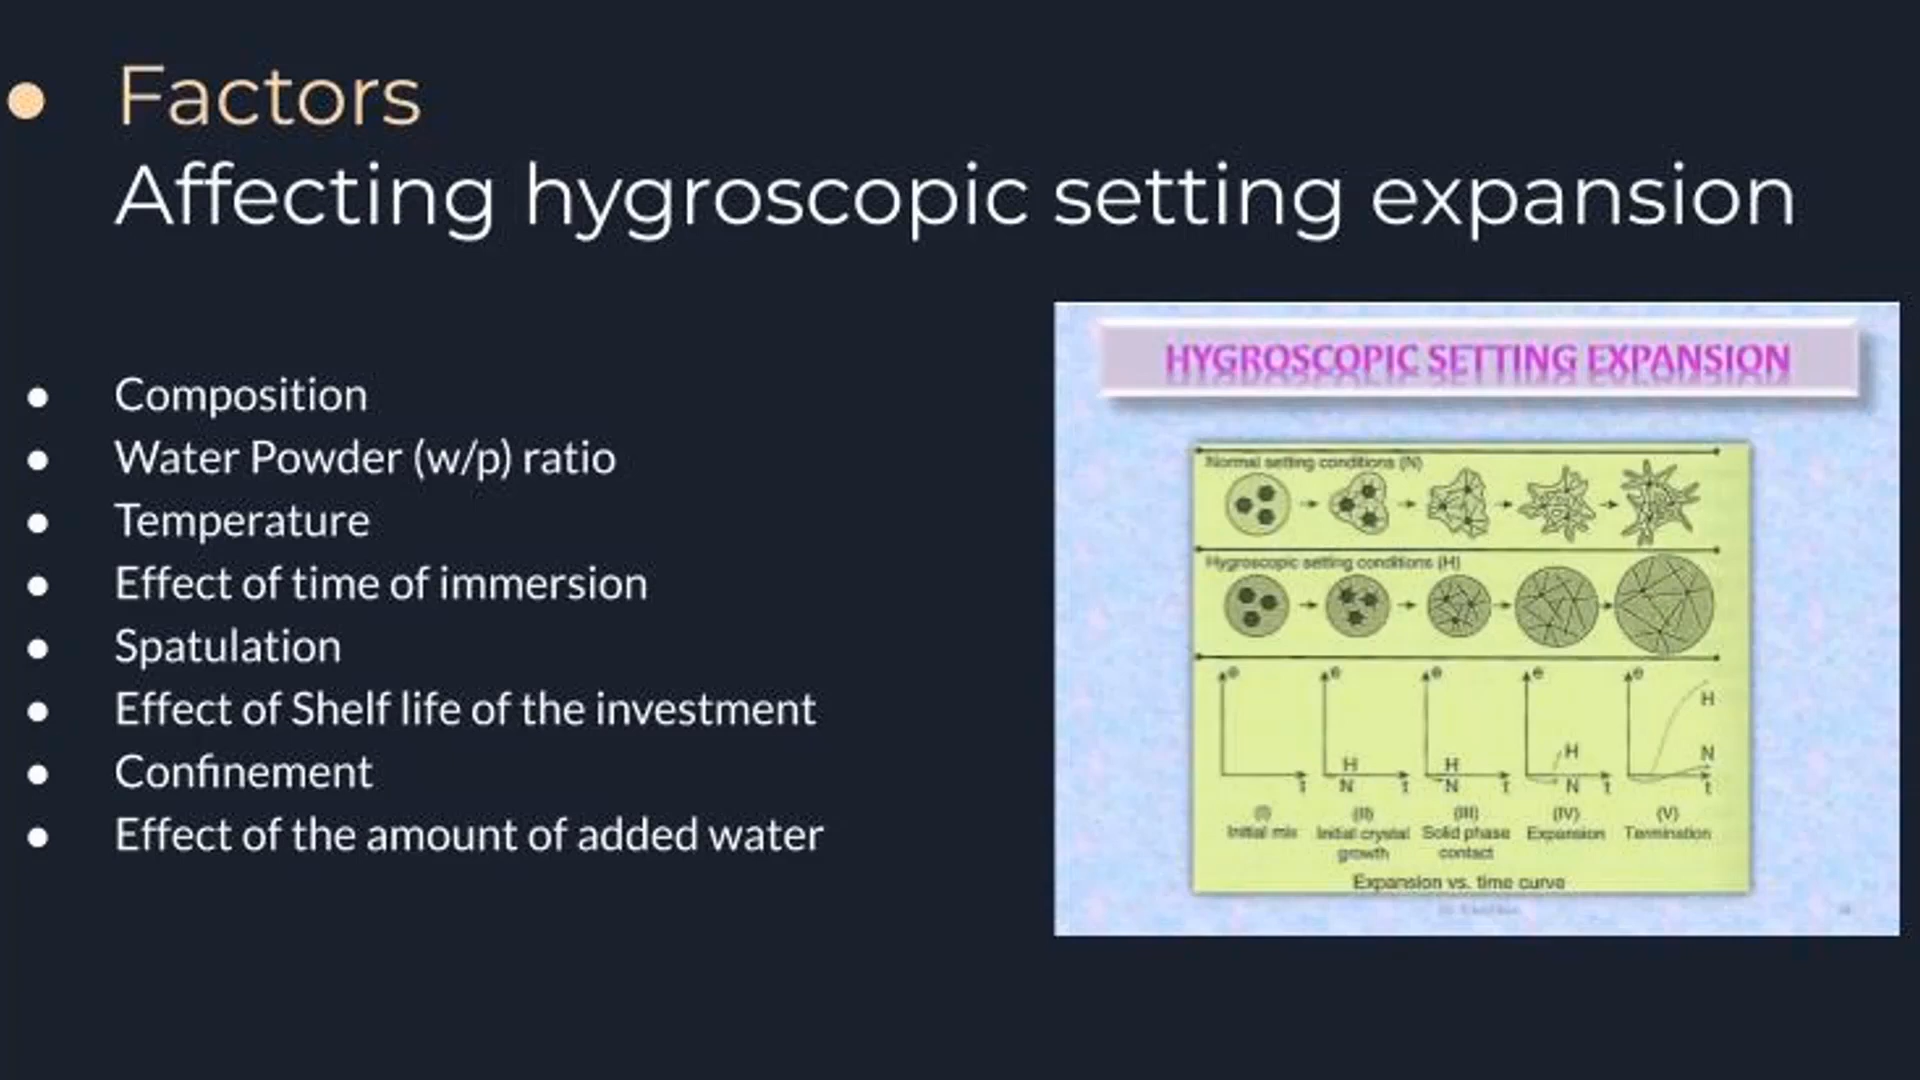 Factors
Affecting hygroscopic setting expansion
Composition
Water Powder (w/p) ratio
Temperature
Effect of time of immersion
Spatulation
Effect of Shelf life of the investment
Confinement
Effect of the amount of added water
HYGROSCOPIC SETTING EXPANSION
Normal setting conditions (N)
Hygroscopic setting conditions (H)
e e e e e
H
H N
H H
N N N
t t t t t
(I) (II) (III) (IV) (V)
Initial mix Initial crystal Solid phase Expansion Termination
growth contact
Expansion vs. time curve